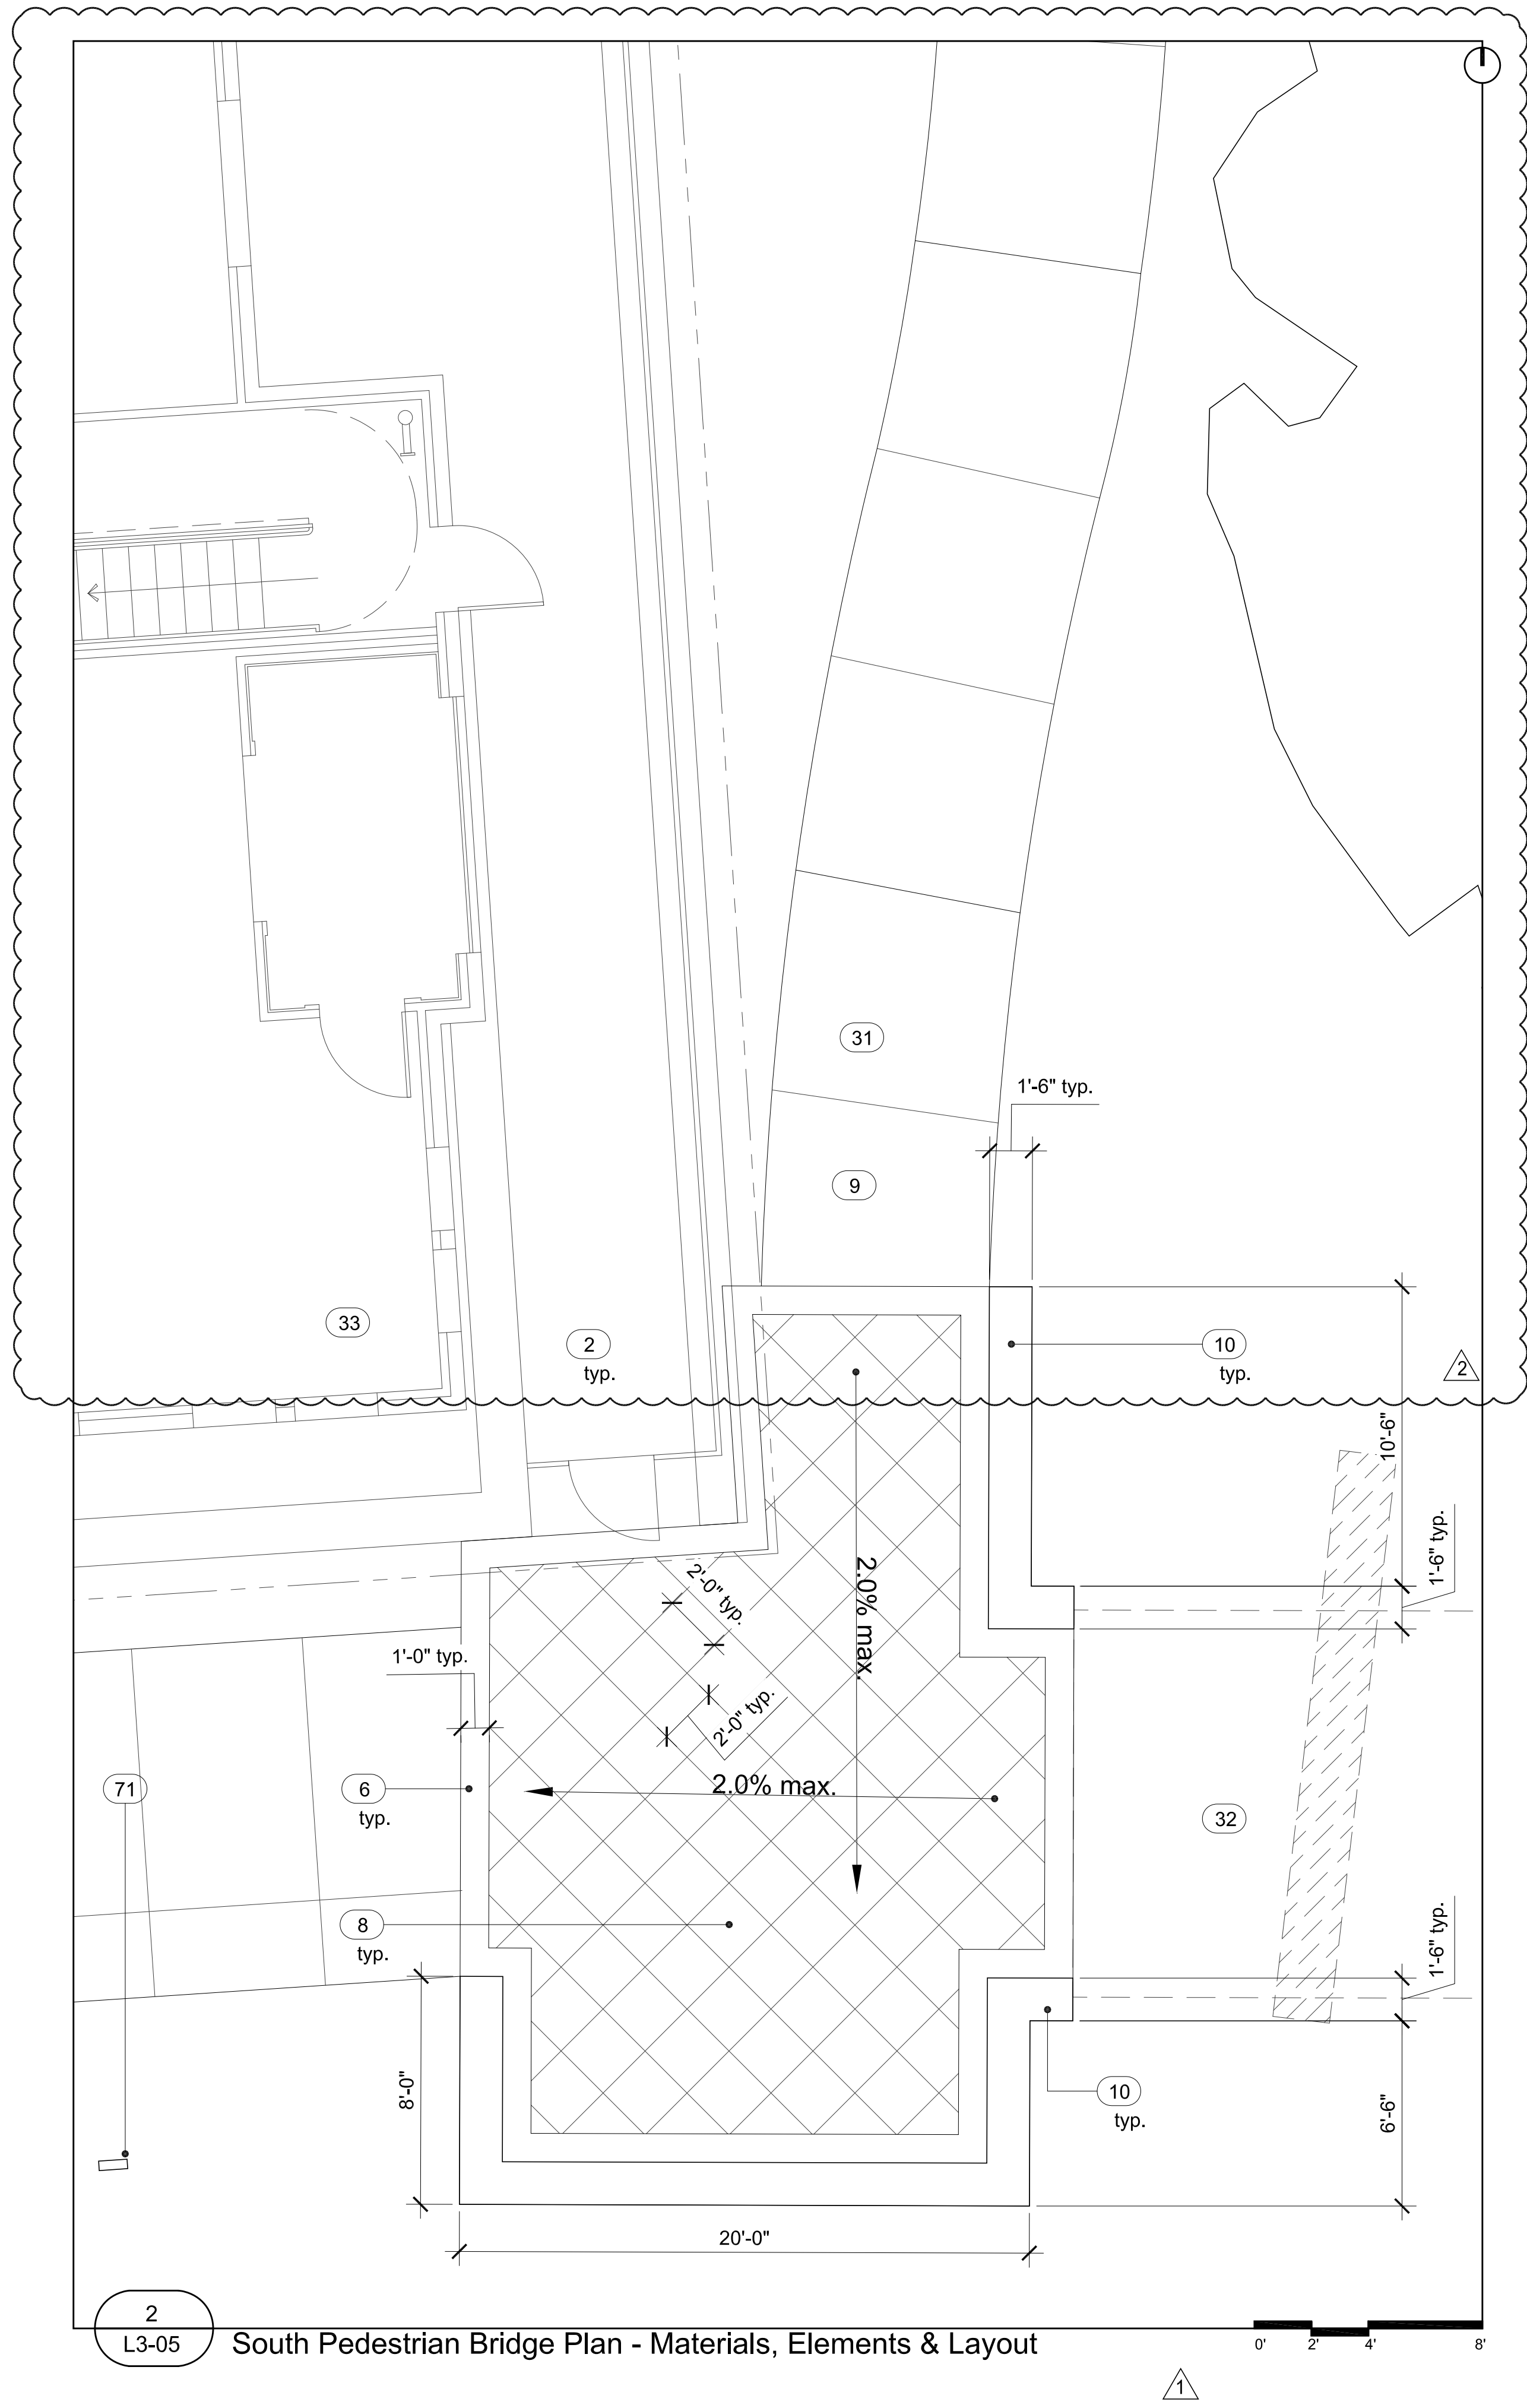 31
1'-6" typ.
9
33
2
typ.
10
typ.
2
10'-6"
1'-6" typ.
2'-0" typ.
2.0% max.
1'-0" typ.
2'-0" typ.
71
6
typ.
2.0% max.
32
8
typ.
1'-6" typ.
8'-0"
10
typ.
6'-6"
20'-0"
2
L3-05
South Pedestrian Bridge Plan - Materials, Elements & Layout
0' 2' 4' 8'
1